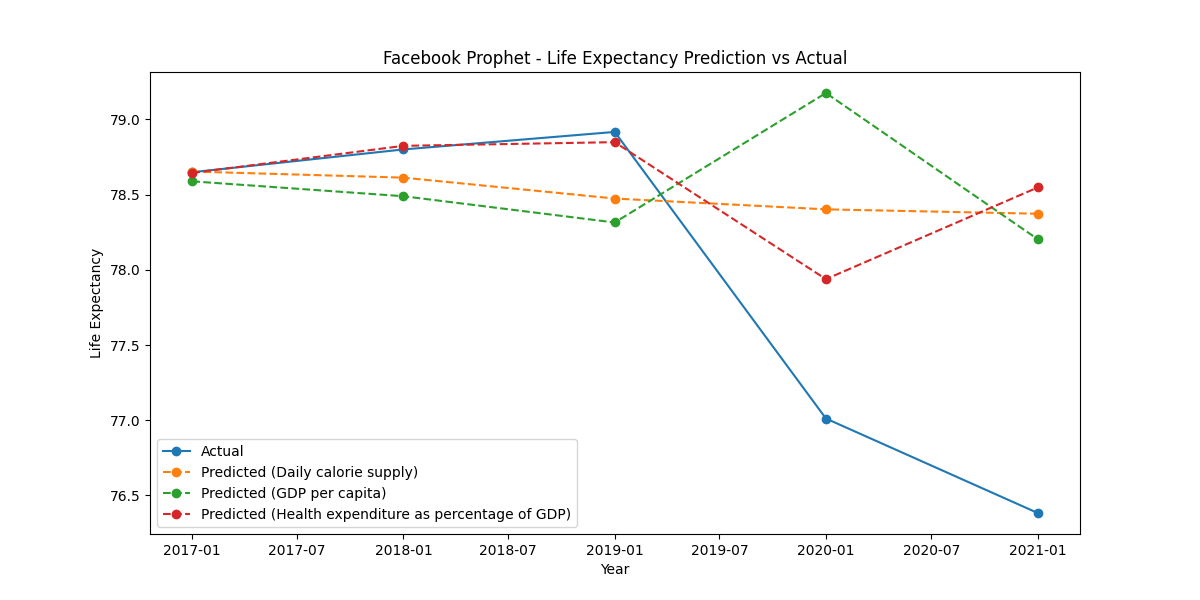 Facebook Prophet - Life Expectancy Prediction vs Actual
Life Expectancy
79.0
78.5
78.0
77.5
77.0
76.5
Actual
Predicted (Daily calorie supply)
Predicted (GDP per capita)
Predicted (Health expenditure as percentage of GDP)
2017-01 2017-07 2018-01 2018-07 2019-01 2019-07 2020-01 2020-07 2021-01
Year